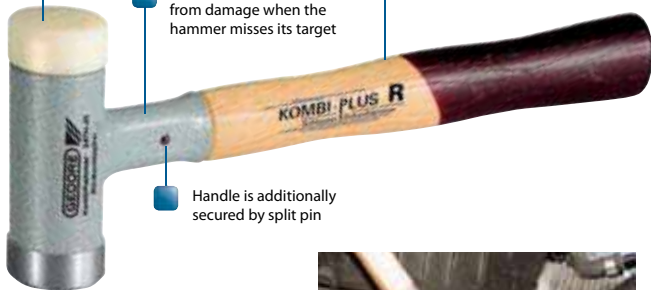 from damage when the
hammer misses its target
KOMBI-PLUS R
GEDORE
Handle is additionally
secured by split pin